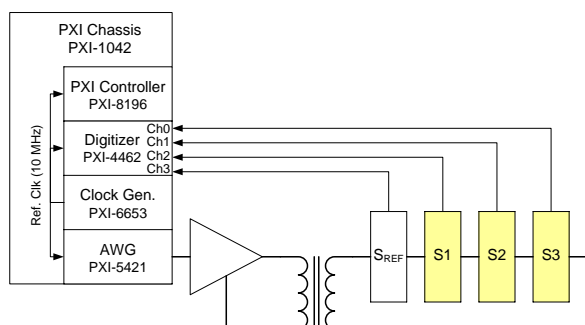 PXI Chassis
PXI-1042
PXI Controller
PXI-8196
Ref. Clk (10 MHz)
Digitizer
PXI-4462
Ch0
Ch1
Ch2
Ch3
Clock Gen.
PXI-6653
AWG
PXI-5421
SREF
S1
S2
S3